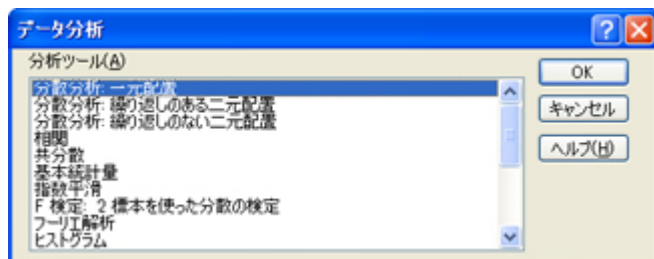 データ分析
分析ツール(A)
分散分析: 一元配置
分散分析: 繰り返しのある二元配置
分散分析: 繰り返しのない二元配置
相関
共分散
基本統計量
指数平滑
F 検定: 2 標本を使った分散の検定
フーリエ解析
ヒストグラム
OK
キャンセル
ヘルプ(H)